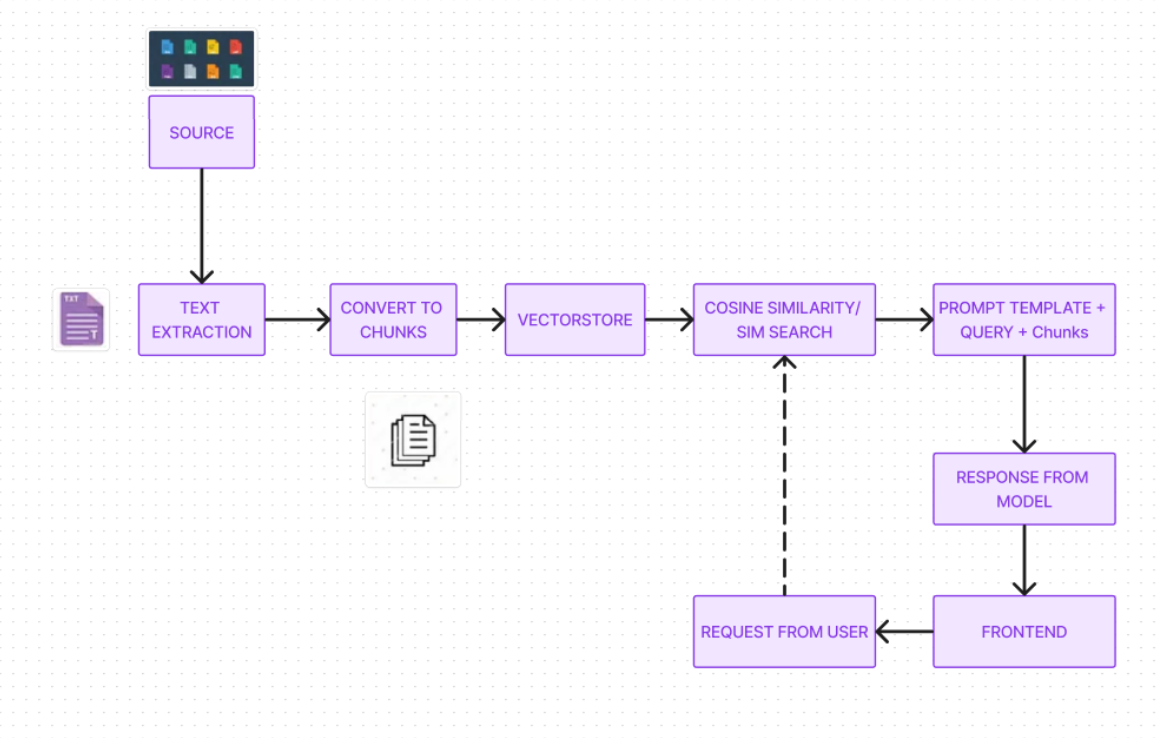 SOURCE
TXT
T
TEXT
EXTRACTION
CONVERT TO
CHUNKS
VECTORSTORE
COSINE SIMILARITY/
SIM SEARCH
PROMPT TEMPLATE +
QUERY + Chunks
RESPONSE FROM
MODEL
REQUEST FROM USER
FRONTEND